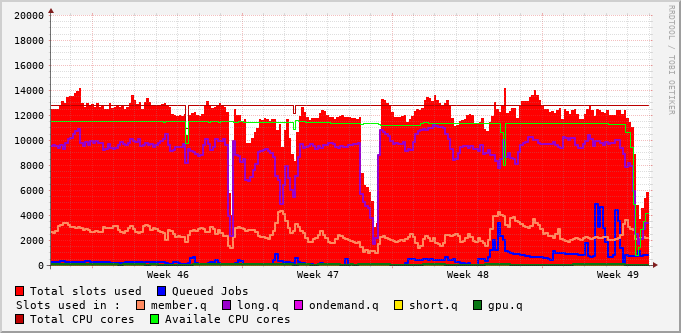 20000
18000
16000
14000
12000
10000
8000
6000
4000
2000
0
Week 46 Week 47 Week 48 Week 49
RRDTOOL / TOBI OETIKER
Total slots used Queued Jobs
Slots used in : member.q long.q ondemand.q short.q gpu.q
Total CPU cores Availale CPU cores